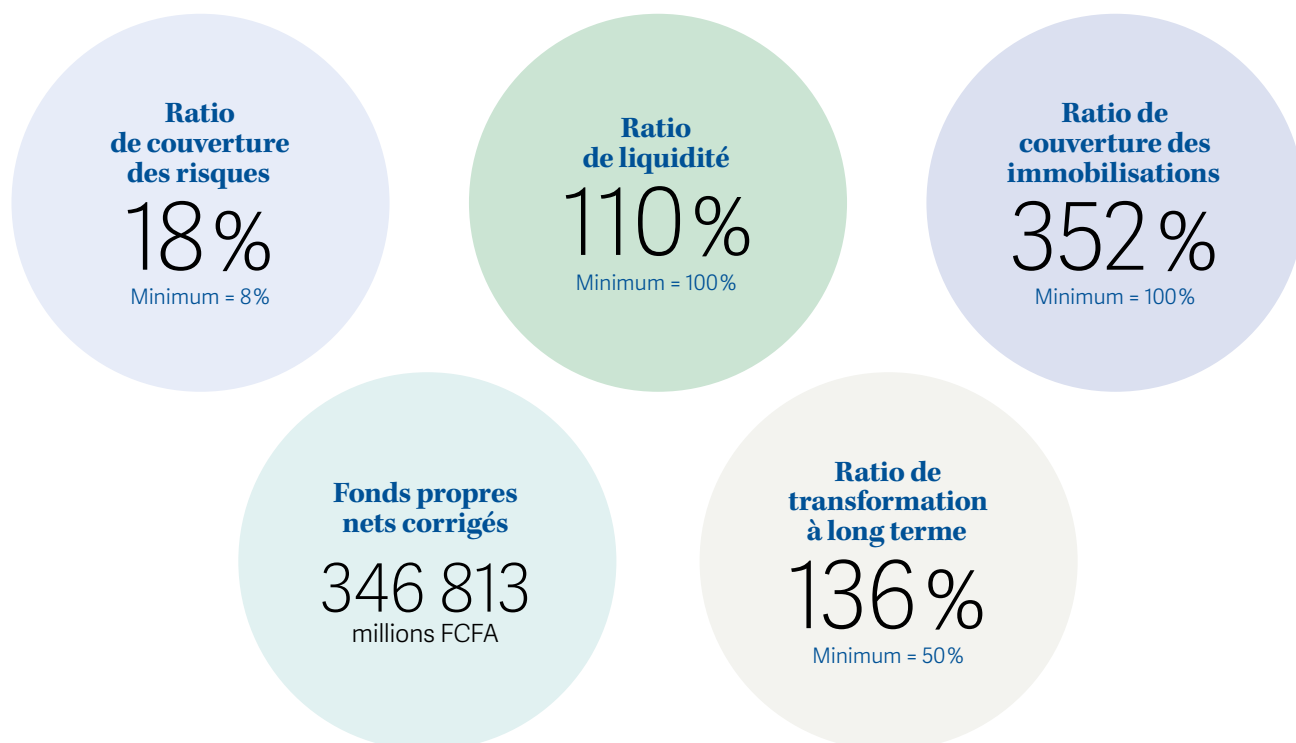 Ratio
de couverture
des risques
18 %
Minimum = 8 %
Ratio
de liquidité
110 %
Minimum = 100 %
Ratio de
couverture des
immobilisations
352 %
Minimum = 100 %
Fonds propres
nets corrigés
346 813
millions FCFA
Ratio de
transformation
à long terme
136 %
Minimum = 50 %